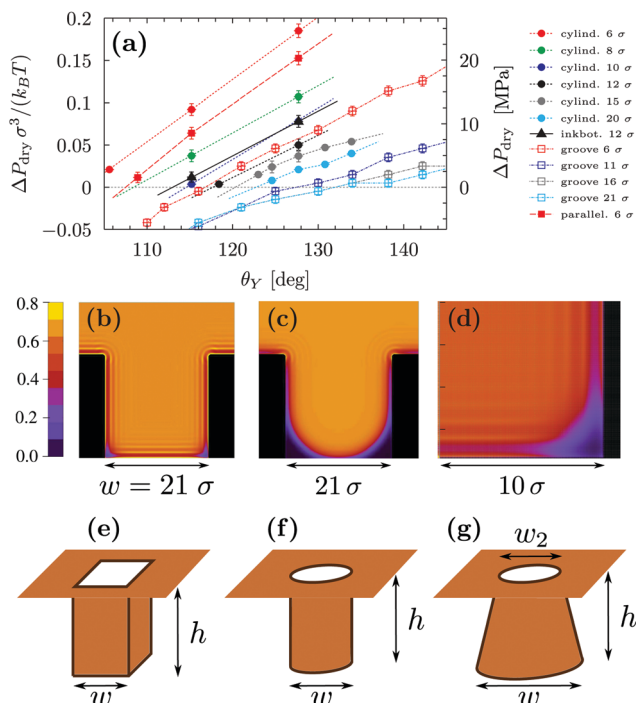 (a)
ΔP_dry σ³/(k_B T)
0.2
0.15
0.1
0.05
0
-0.05
110 120 130 140
θ_Y [deg]
20
10
0
ΔP_dry [MPa]
cylind. 6 σ
cylind. 8 σ
cylind. 10 σ
cylind. 12 σ
cylind. 15 σ
cylind. 20 σ
inkbot. 12 σ
groove 6 σ
groove 11 σ
groove 16 σ
groove 21 σ
parallel. 6 σ
0.8
0.6
0.4
0.2
0.0
(b) (c) (d)
w = 21 σ 21 σ 10 σ
(e) (f) (g)
w₂
h h h
w w w